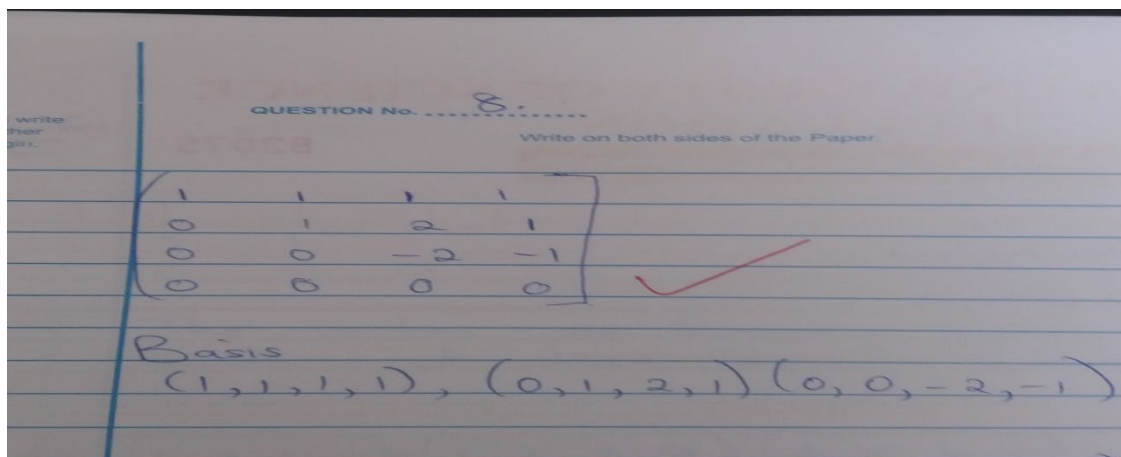 QUESTION No. 8.
write
Write on both sides of the Paper.
1 1 1 1
0 1 2 1
0 0 -2 -1
0 0 0 0
Basis
(1,1,1,1), (0,1,2,1) (0,0,-2,-1)